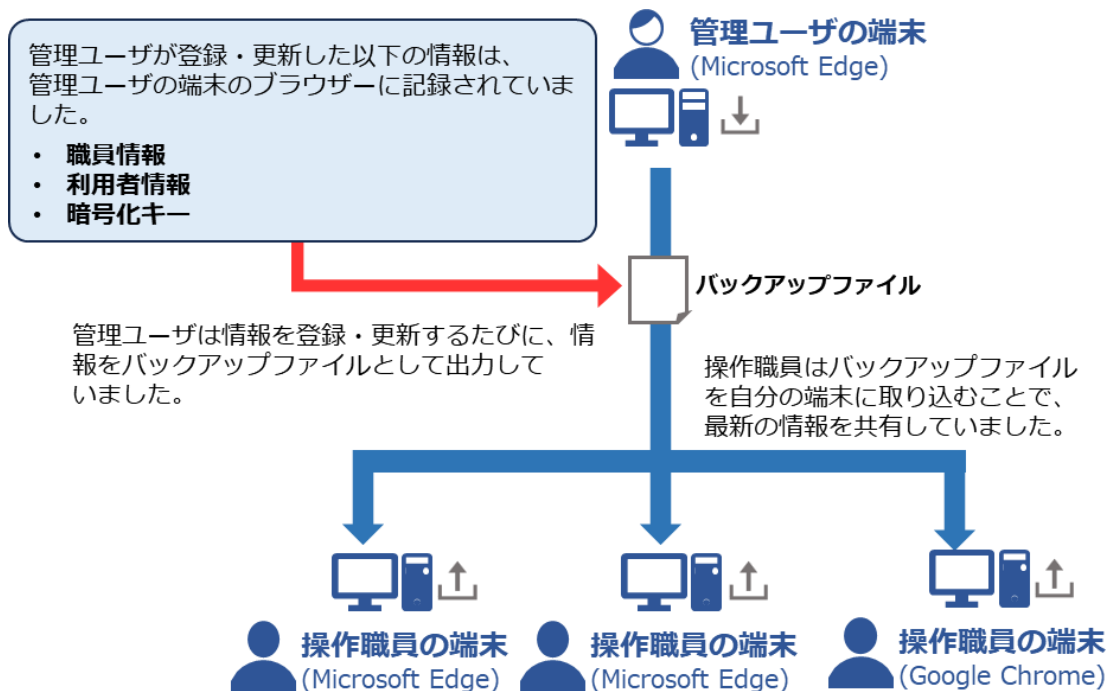 管理ユーザが登録・更新した以下の情報は、
管理ユーザの端末のブラウザーに記録されていま
した。
• 職員情報
• 利用者情報
• 暗号化キー
管理ユーザの端末
(Microsoft Edge)
バックアップファイル
管理ユーザは情報を登録・更新するたびに、情
報をバックアップファイルとして出力して
いました。
操作職員はバックアップファイル
を自分の端末に取り込むことで、
最新の情報を共有していました。
操作職員の端末
(Microsoft Edge)
操作職員の端末
(Microsoft Edge)
操作職員の端末
(Google Chrome)